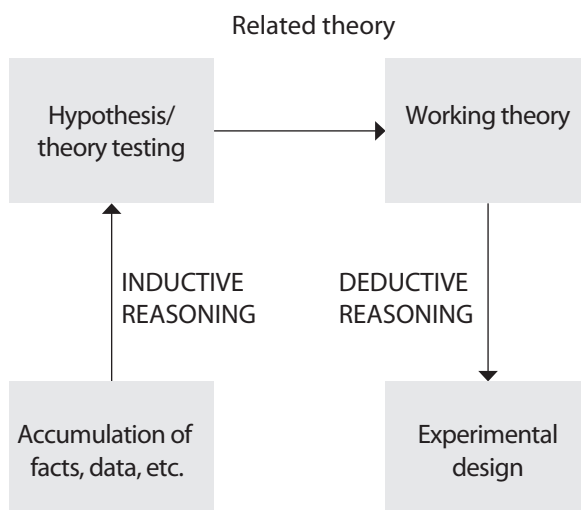 Related theory
Hypothesis/
theory testing
Working theory
INDUCTIVE
REASONING
DEDUCTIVE
REASONING
Accumulation of
facts, data, etc.
Experimental
design